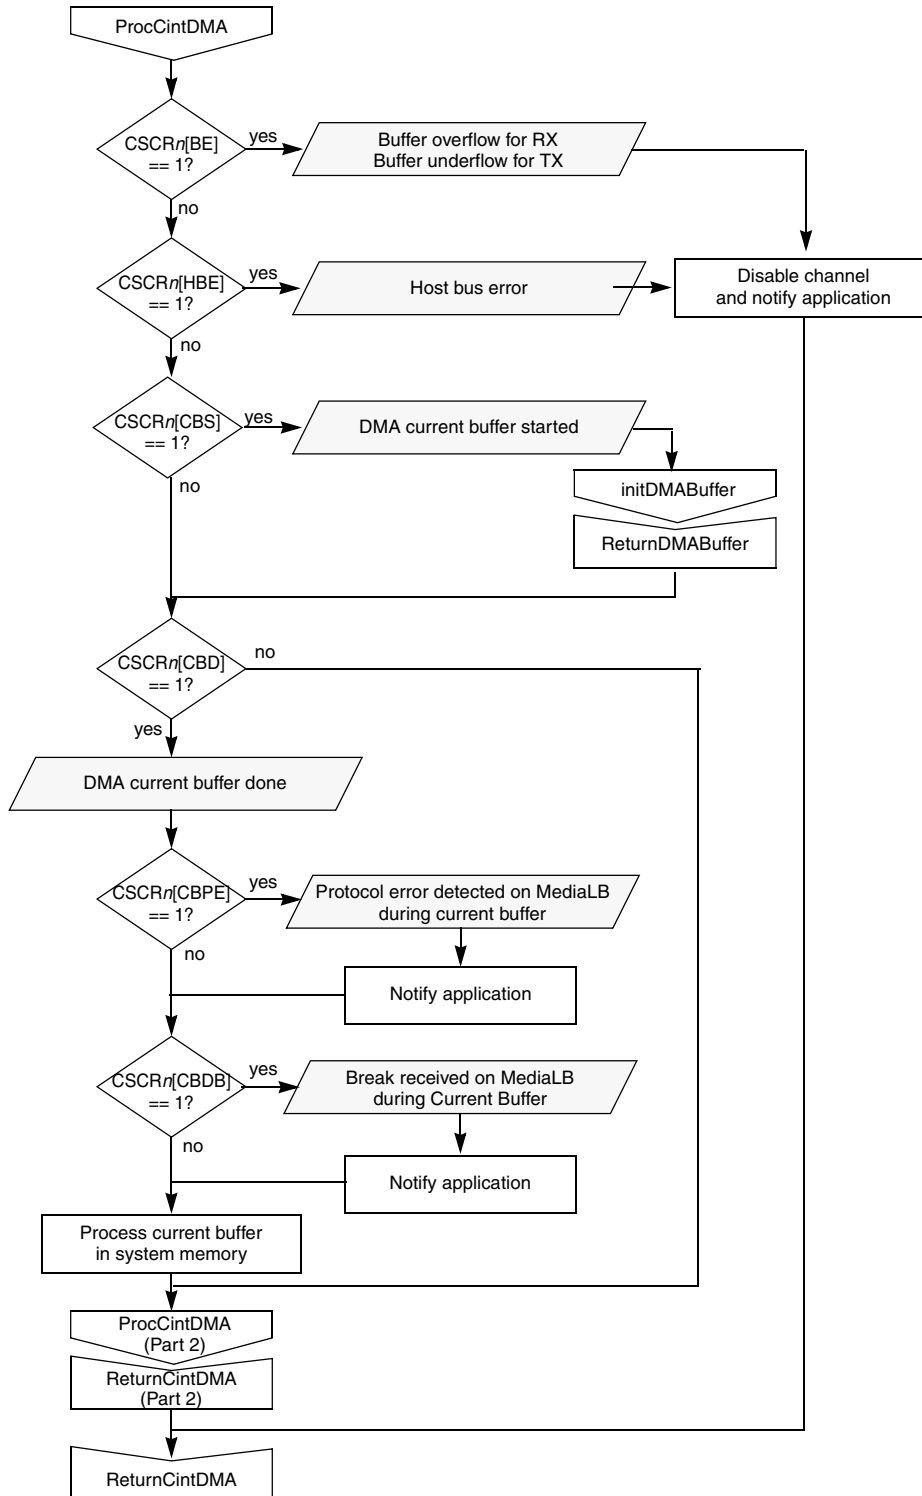 ProcCintDMA
CSCRn[BE]
== 1?
yes
Buffer overflow for RX
Buffer underflow for TX
no
CSCRn[HBE]
== 1?
yes
Host bus error
Disable channel
and notify application
no
CSCRn[CBS]
== 1?
yes
DMA current buffer started
no
initDMABuffer
ReturnDMABuffer
CSCRn[CBD]
== 1?
no
yes
DMA current buffer done
CSCRn[CBPE]
== 1?
yes
Protocol error detected on MediaLB
during current buffer
no
Notify application
CSCRn[CBDB]
== 1?
yes
Break received on MediaLB
during Current Buffer
no
Notify application
Process current buffer
in system memory
ProcCintDMA
(Part 2)
ReturnCintDMA
(Part 2)
ReturnCintDMA